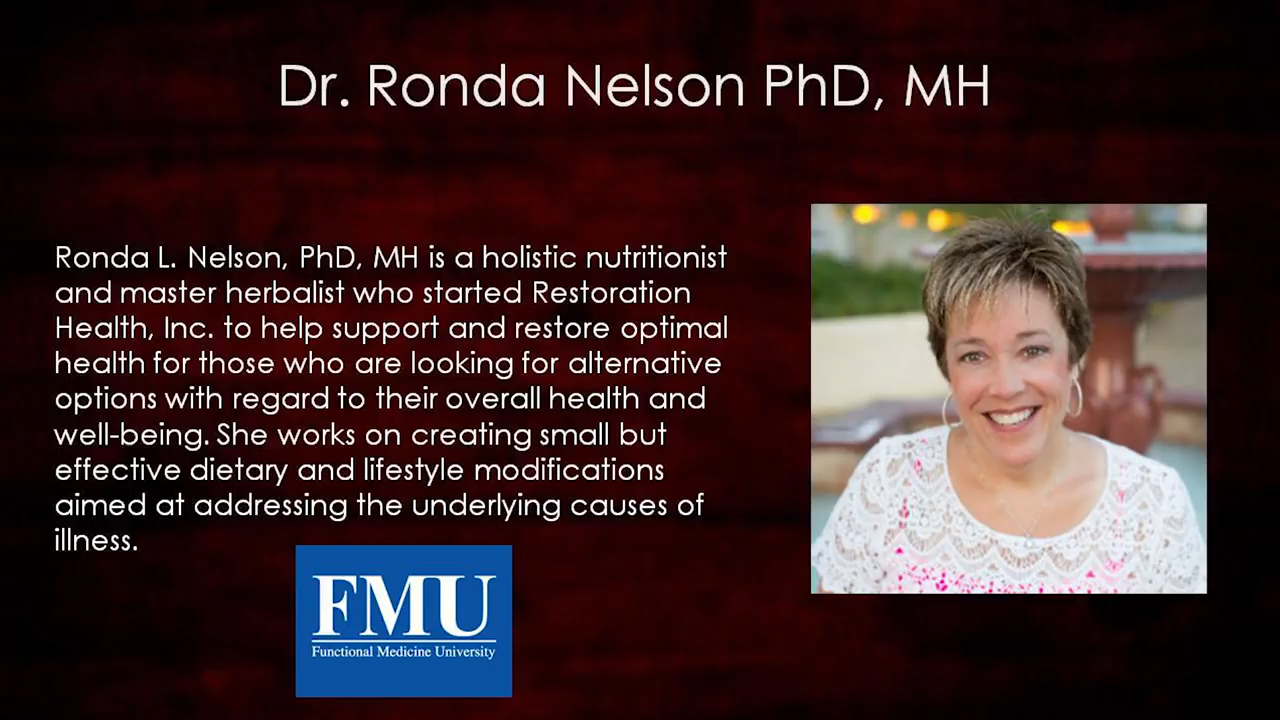 Dr. Ronda Nelson PhD, MH
Ronda L. Nelson, PhD, MH is a holistic nutritionist
and master herbalist who started Restoration
Health, Inc. to help support and restore optimal
health for those who are looking for alternative
options with regard to their overall health and
well-being. She works on creating small but
effective dietary and lifestyle modifications
aimed at addressing the underlying causes of
illness.
FMU
Functional Medicine University